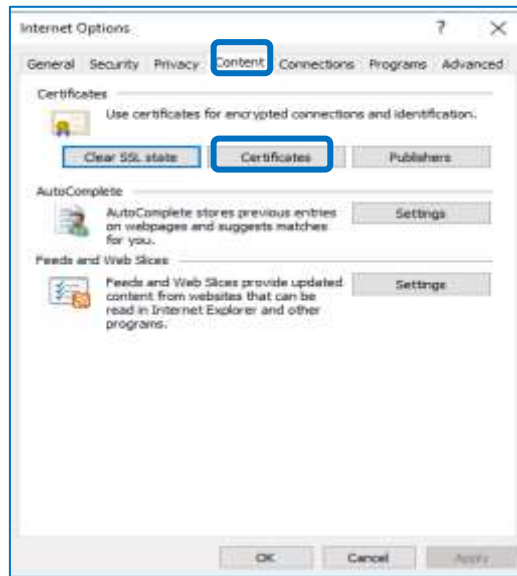 Internet Options ? ×
General Security Privacy Content Connections Programs Advanced
Certificates
Use certificates for encrypted connections and identification.
Clear SSL state Certificates Publishers
AutoComplete
AutoComplete stores previous entries
on webpages and suggests matches
for you.
Settings
Feeds and Web Slices
Feeds and Web Slices provide updated
content from websites that can be
read in Internet Explorer and other
programs.
Settings
OK Cancel Apply